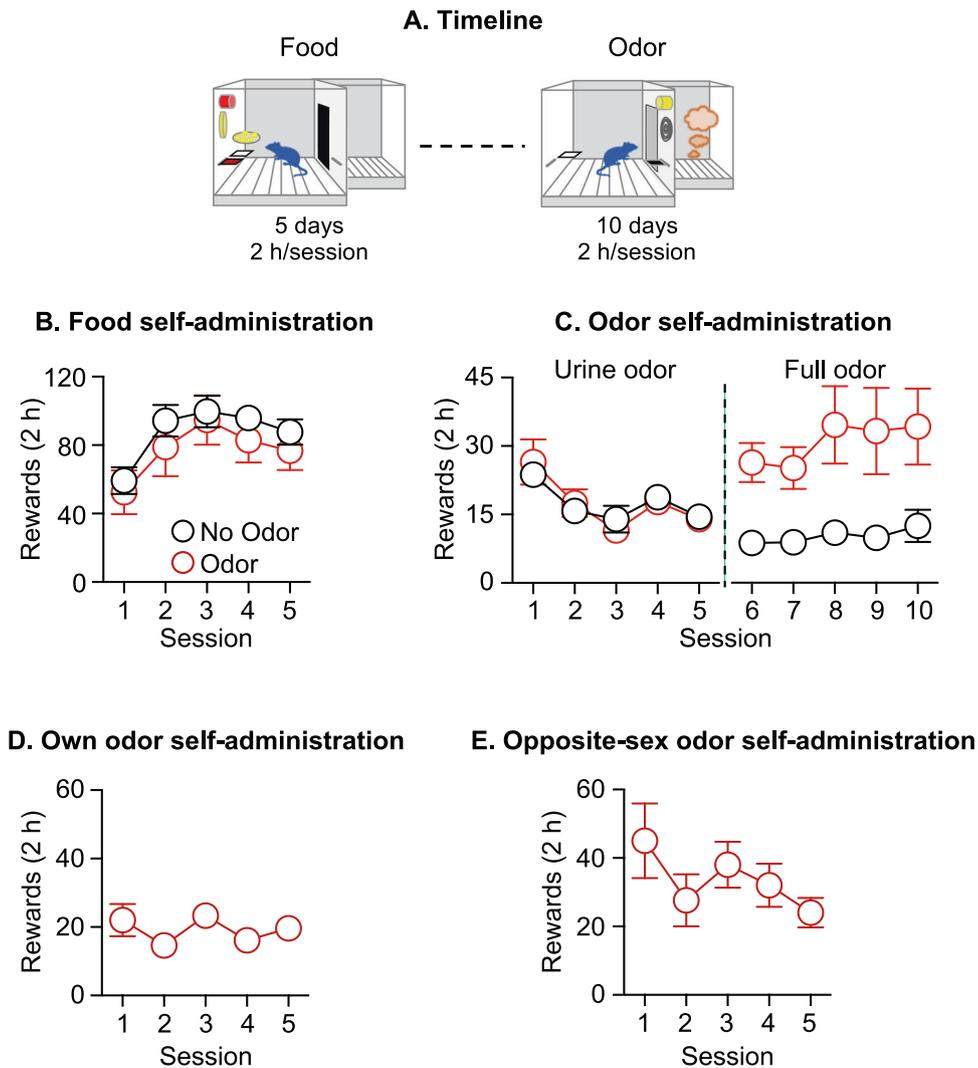 A. Timeline
Food
Odor
5 days
2 h/session
10 days
2 h/session
B. Food self-administration
Rewards (2 h)
120
80
40
0
No Odor
Odor
1 2 3 4 5
Session
C. Odor self-administration
Urine odor
Full odor
Rewards (2 h)
45
30
15
0
1 2 3 4 5 6 7 8 9 10
Session
D. Own odor self-administration
Rewards (2 h)
60
40
20
0
1 2 3 4 5
Session
E. Opposite-sex odor self-administration
Rewards (2 h)
60
40
20
0
1 2 3 4 5
Session